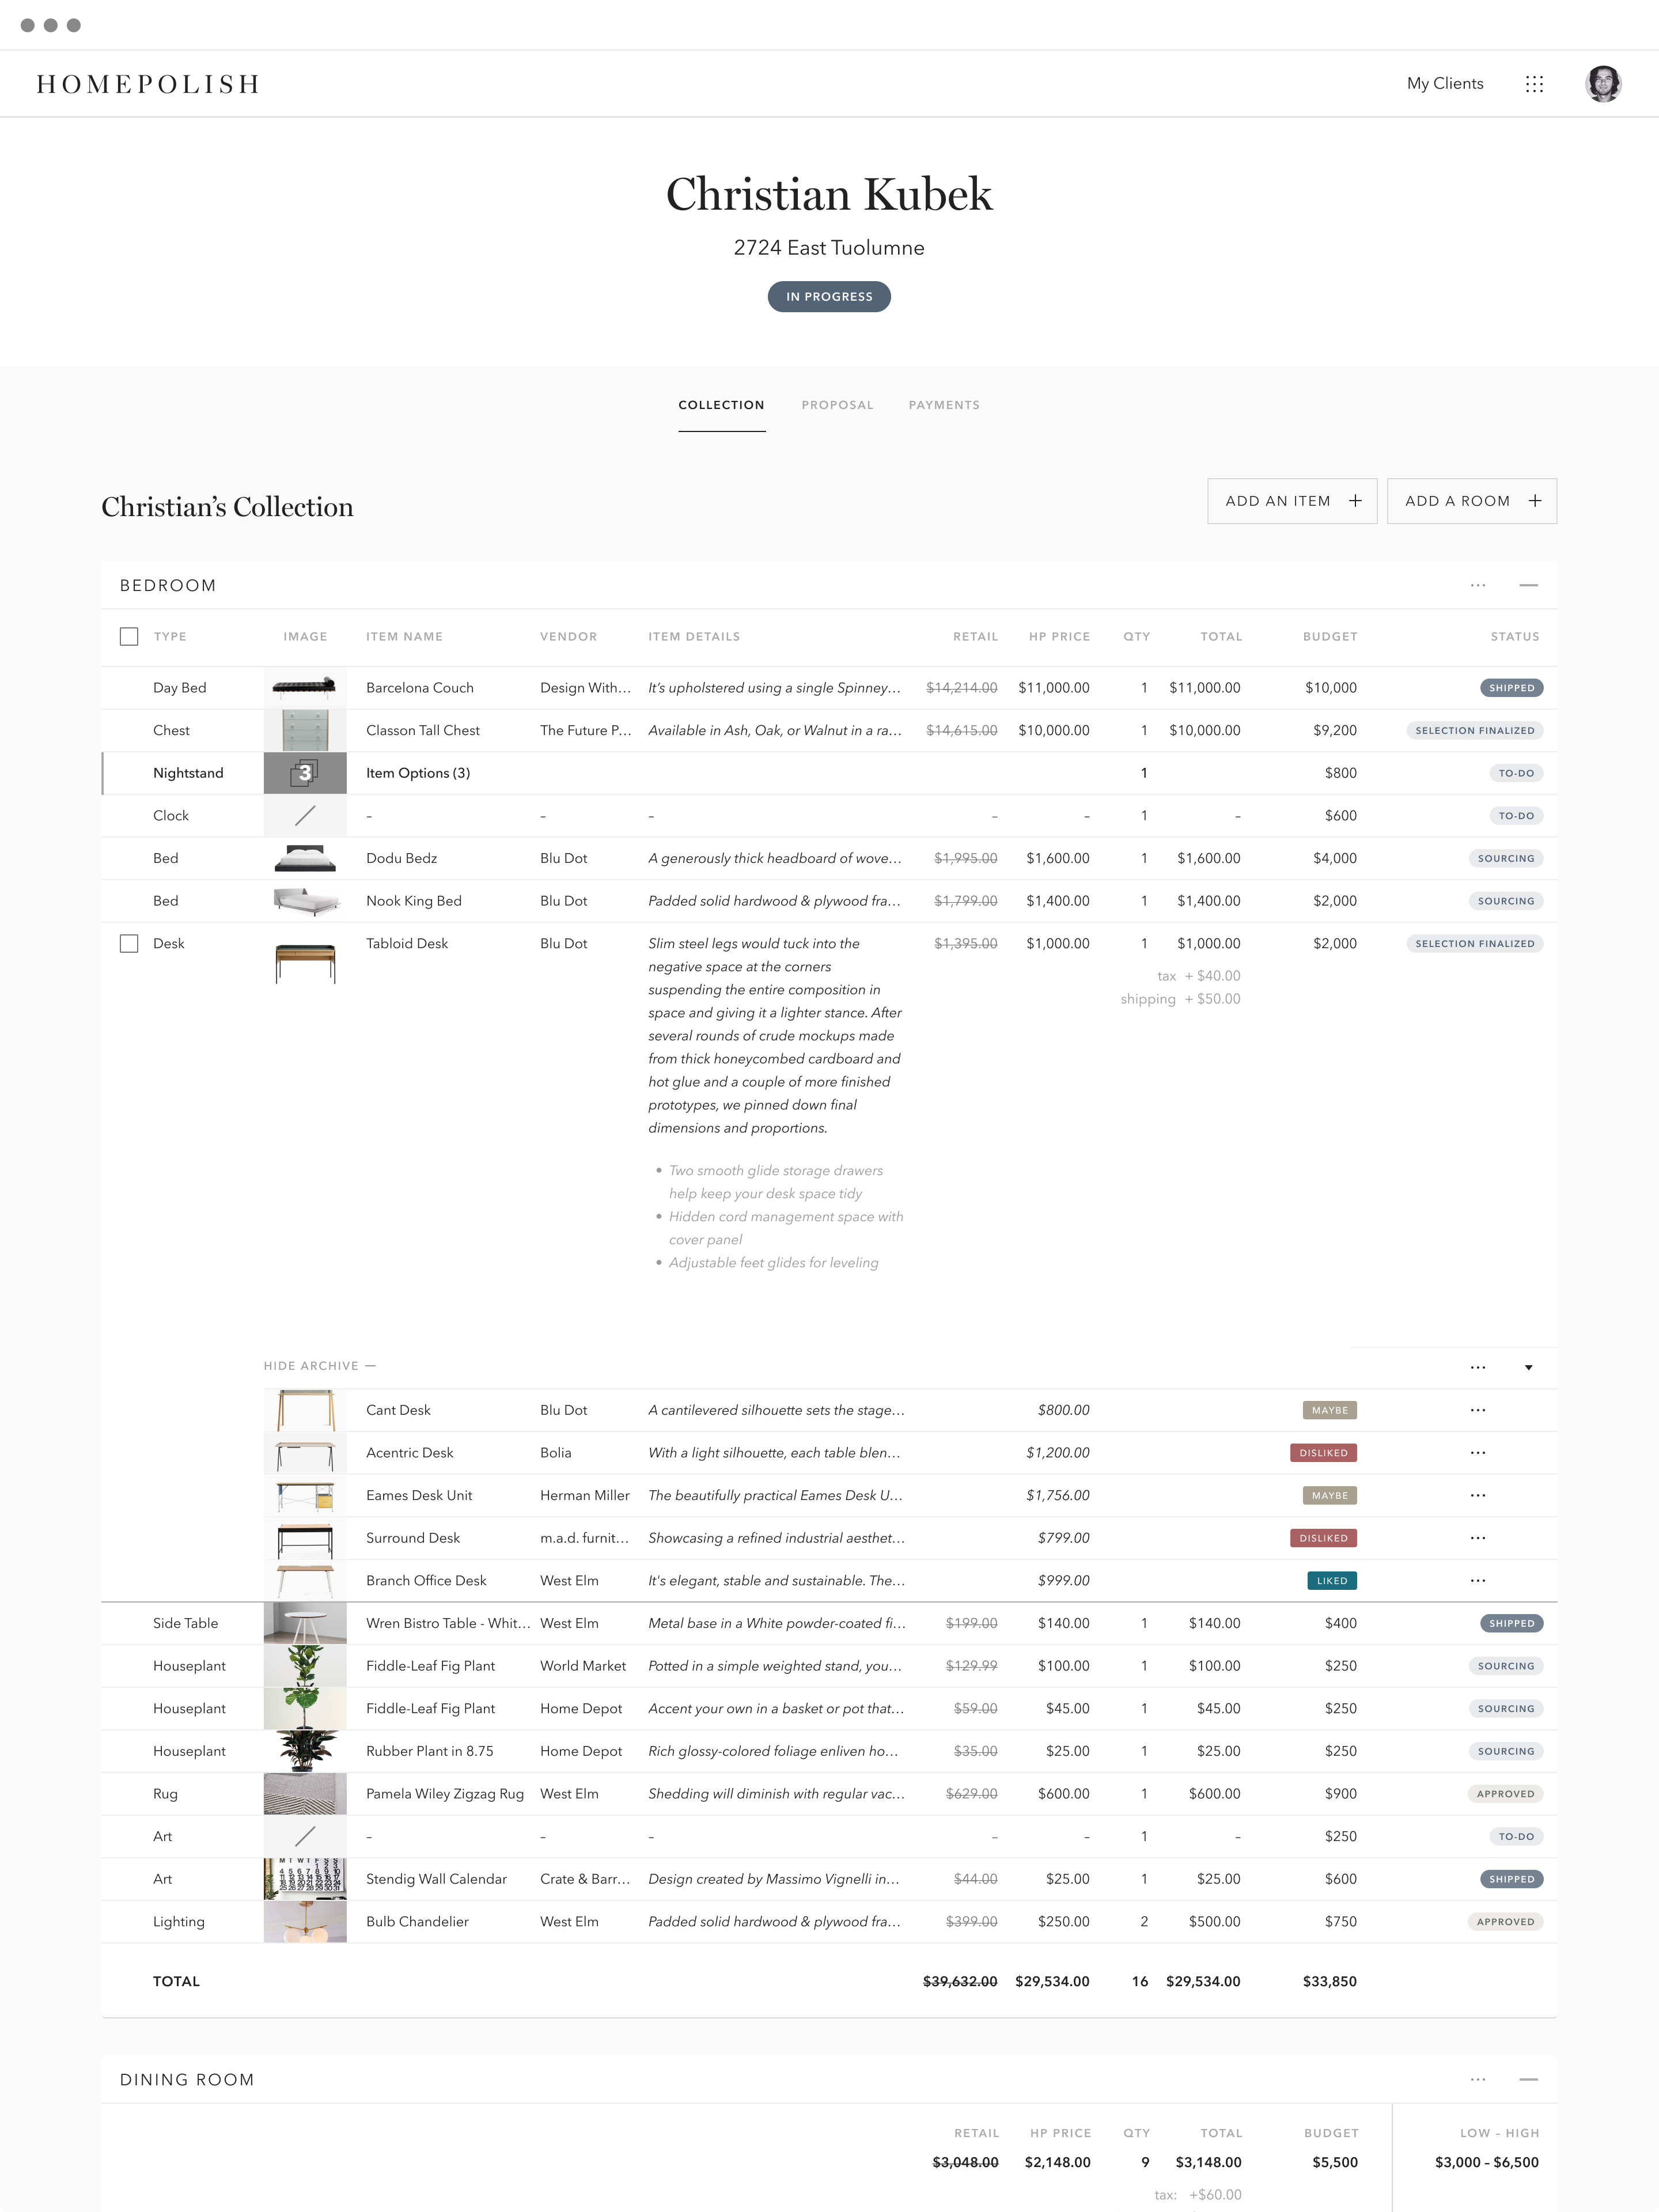 HOMEPOLISH
My Clients
Christian Kubek
2724 East Tuolumne
IN PROGRESS
COLLECTION PROPOSAL PAYMENTS
Christian’s Collection
ADD AN ITEM +
ADD A ROOM +
BEDROOM
TYPE IMAGE ITEM NAME VENDOR ITEM DETAILS RETAIL HP PRICE QTY TOTAL BUDGET STATUS
Day Bed Barcelona Couch Design With... It’s upholstered using a single Spinney... $14,214.00 $11,000.00 1 $11,000.00 $10,000 SHIPPED
Chest Classon Tall Chest The Future P... Available in Ash, Oak, or Walnut in a ra... $14,615.00 $10,000.00 1 $10,000.00 $9,200 SELECTION FINALIZED
Nightstand 3 Item Options (3) 1 $800 TO-DO
Clock – – – – – 1 – $600 TO-DO
Bed Dodu Bedz Blu Dot A generously thick headboard of wove... $1,995.00 $1,600.00 1 $1,600.00 $4,000 SOURCING
Bed Nook King Bed Blu Dot Padded solid hardwood & plywood fra... $1,799.00 $1,400.00 1 $1,400.00 $2,000 SOURCING
Desk Tabloid Desk Blu Dot Slim steel legs would tuck into the $1,395.00 $1,000.00 1 $1,000.00 $2,000 SELECTION FINALIZED
negative space at the corners
tax + $40.00
suspending the entire composition in
space and giving it a lighter stance. After
shipping + $50.00
several rounds of crude mockups made
from thick honeycombed cardboard and
hot glue and a couple of more finished
prototypes, we pinned down final
dimensions and proportions.
• Two smooth glide storage drawers
help keep your desk space tidy
• Hidden cord management space with
cover panel
• Adjustable feet glides for leveling
HIDE ARCHIVE —
Cant Desk Blu Dot A cantilevered silhouette sets the stage... $800.00 MAYBE
Acentric Desk Bolia With a light silhouette, each table blen... $1,200.00 DISLIKED
Eames Desk Unit Herman Miller The beautifully practical Eames Desk U... $1,756.00 MAYBE
Surround Desk m.a.d. furnit... Showcasing a refined industrial aesthet... $799.00 DISLIKED
Branch Office Desk West Elm It's elegant, stable and sustainable. The... $999.00 LIKED
Side Table Wren Bistro Table - Whit... West Elm Metal base in a White powder-coated fi... $199.00 $140.00 1 $140.00 $400 SHIPPED
Houseplant Fiddle-Leaf Fig Plant World Market Potted in a simple weighted stand, you... $129.99 $100.00 1 $100.00 $250 SOURCING
Houseplant Fiddle-Leaf Fig Plant Home Depot Accent your own in a basket or pot that... $59.00 $45.00 1 $45.00 $250 SOURCING
Houseplant Rubber Plant in 8.75 Home Depot Rich glossy-colored foliage enliven ho... $35.00 $25.00 1 $25.00 $250 SOURCING
Rug Pamela Wiley Zigzag Rug West Elm Shedding will diminish with regular vac... $629.00 $600.00 1 $600.00 $900 APPROVED
Art – – – – – 1 – $250 TO-DO
Art Stendig Wall Calendar Crate & Barr... Design created by Massimo Vignelli in... $44.00 $25.00 1 $25.00 $600 SHIPPED
Lighting Bulb Chandelier West Elm Padded solid hardwood & plywood fra... $399.00 $250.00 2 $500.00 $750 APPROVED
TOTAL $39,632.00 $29,534.00 16 $29,534.00 $33,850
DINING ROOM
RETAIL HP PRICE QTY TOTAL BUDGET LOW – HIGH
$3,048.00 $2,148.00 9 $3,148.00 $5,500 $3,000 – $6,500
tax: +$60.00